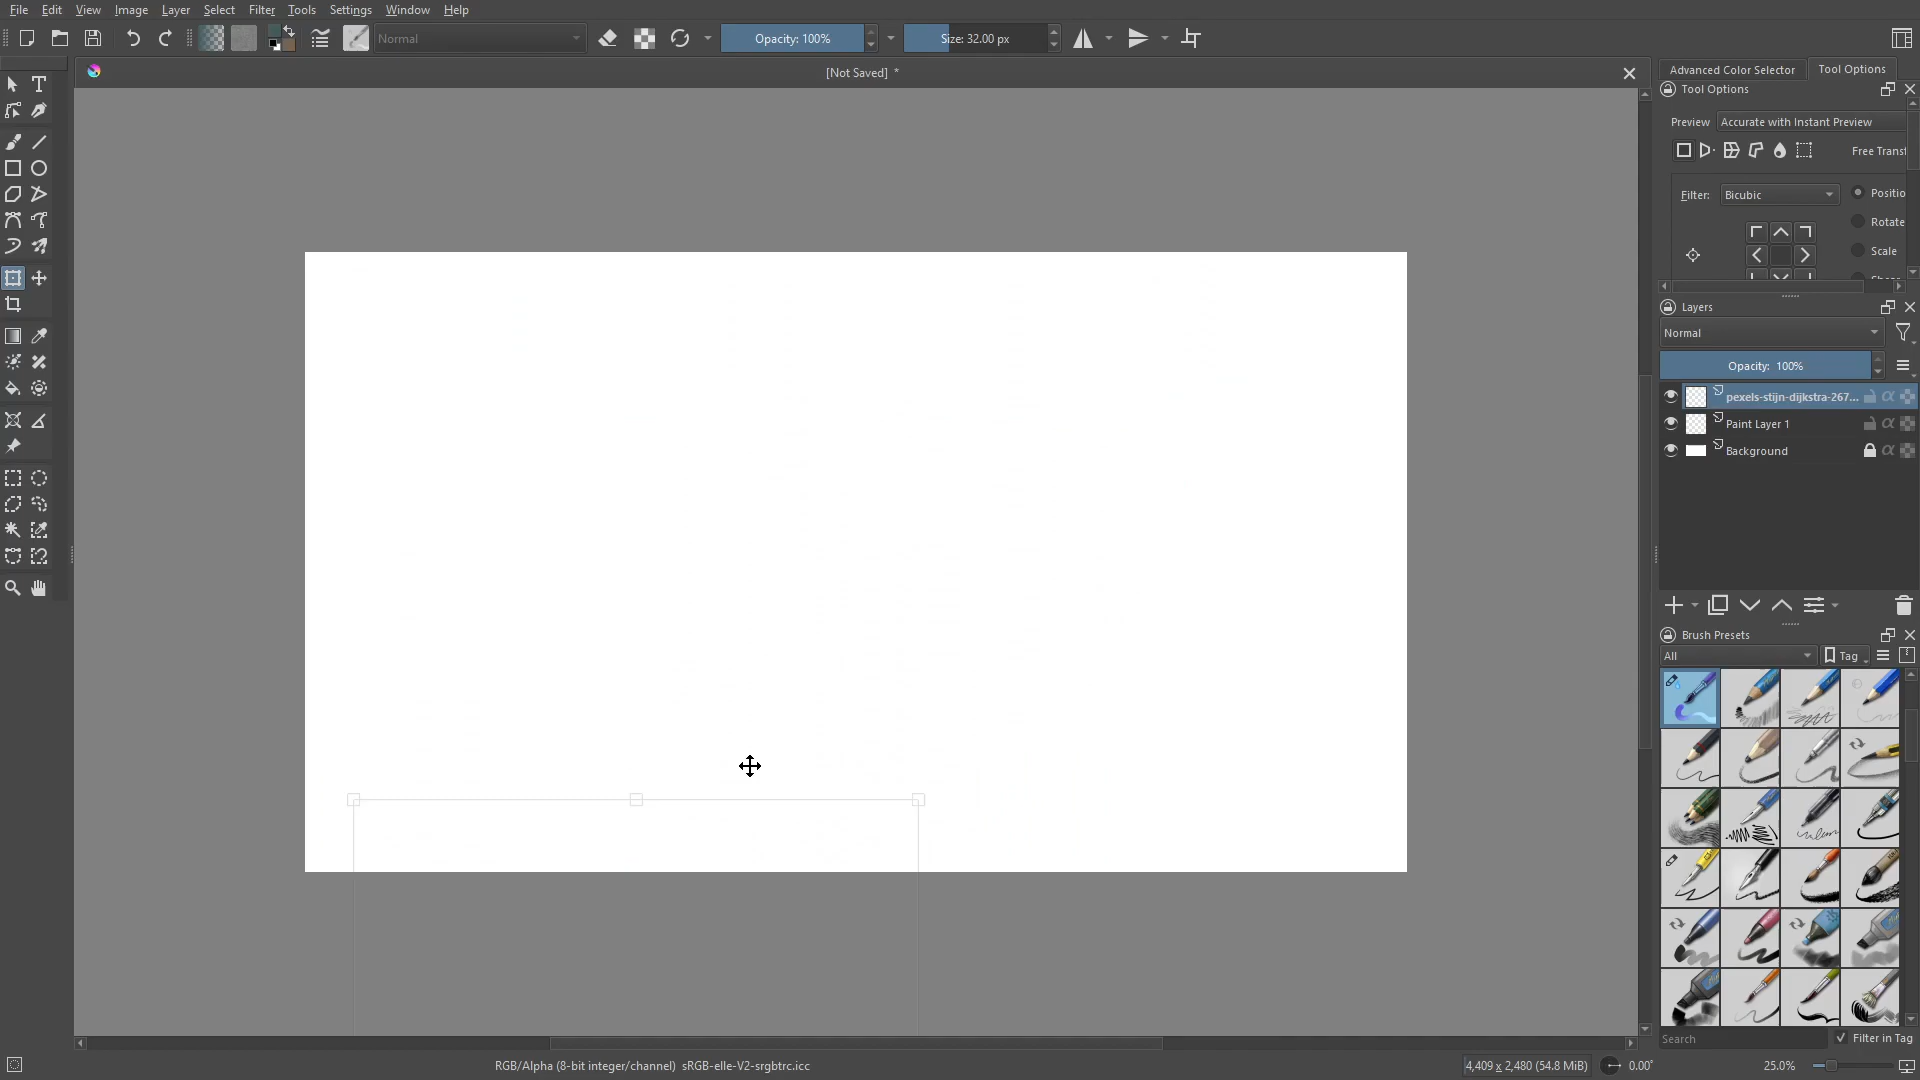 File Edit View Image Layer Select Filter Tools Settings Window Help
Normal
Opacity: 100%
Size: 32.00 px
[Not Saved] *
Advanced Color Selector
Tool Options
Tool Options
Preview
Accurate with Instant Preview
Free Transf
Filter:
Bicubic
Positio
Rotate
Scale
Layers
Normal
Opacity: 100%
pexels-stijn-dijkstra-267...
Paint Layer 1
Background
Brush Presets
All
Tag
Search
Filter in Tag
RGB/Alpha (8-bit integer/channel) sRGB-elle-V2-srgbtrc.icc
4,409 x 2,480 (54.8 MiB)
0.00°
25.0%